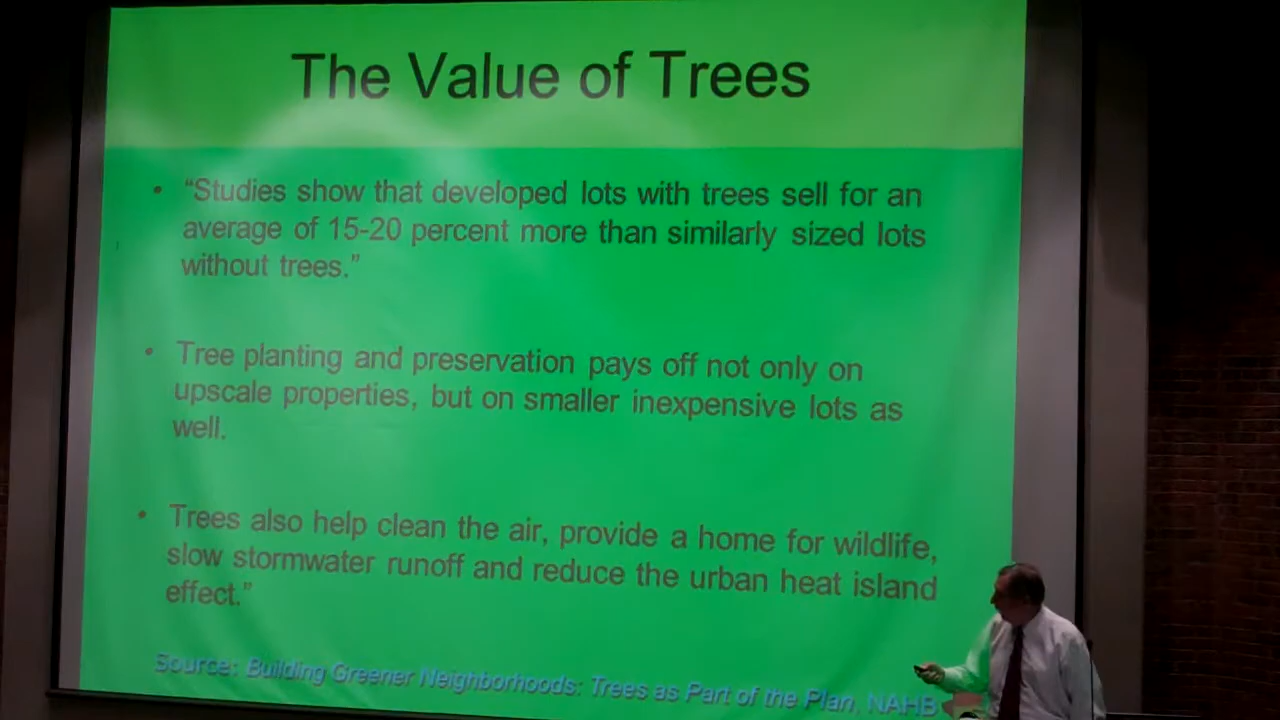 The Value of Trees
• “Studies show that developed lots with trees sell for an
average of 15-20 percent more than similarly sized lots
without trees.”
• Tree planting and preservation pays off not only on
upscale properties, but on smaller inexpensive lots as
well.
• Trees also help clean the air, provide a home for wildlife,
slow stormwater runoff and reduce the urban heat island
effect.”
Source: Building Greener Neighborhoods: Trees as Part of the Plan, NAHB